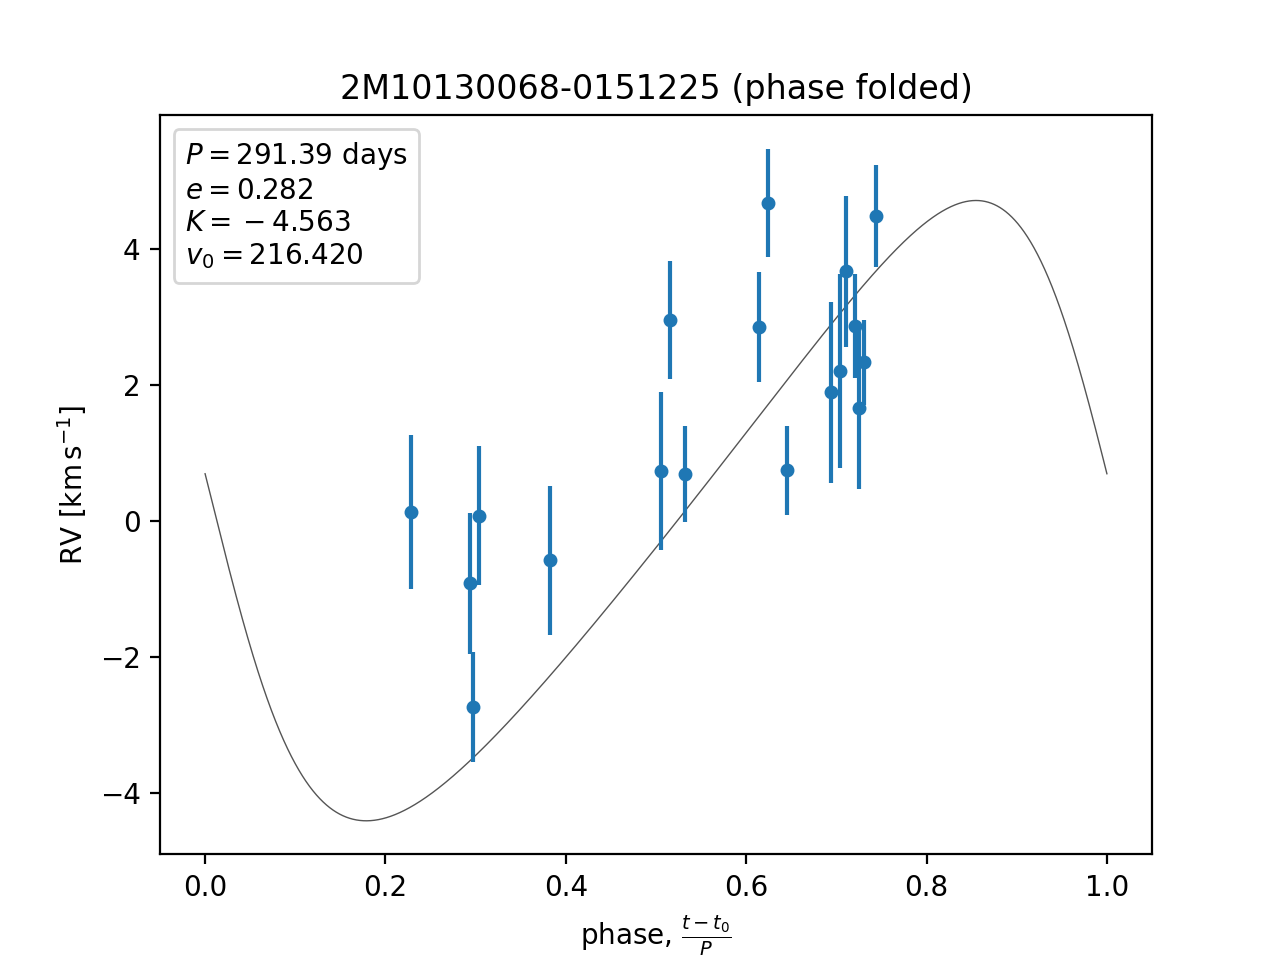 2M10130068-0151225 (phase folded)
P = 291.39 days
e = 0.282
K = −4.563
v₀ = 216.420
4
2
0
−2
−4
RV [km s⁻¹]
0.0 0.2 0.4 0.6 0.8 1.0
phase, (t − t₀)/P